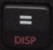 =
DISP